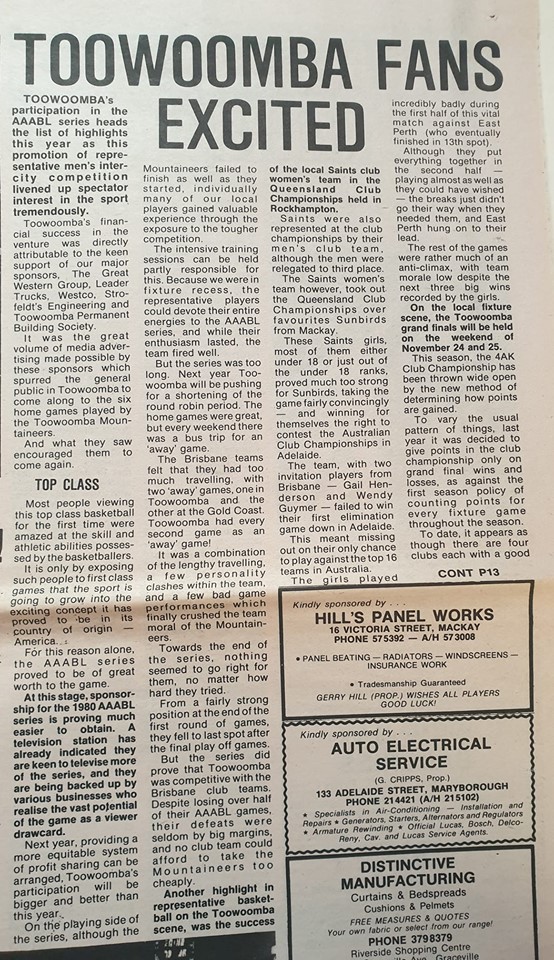 TOOWOOMBA FANS
EXCITED
TOOWOOMBA's
participation in the
AAABL series heads
the list of highlights
this year as this
promotion of repre-
sentative men's inter-
city competition
livened up spectator
interest in the sport
tremendously.
Toowoomba's finan-
cial success in the
venture was directly
attributable to the keen
support of our major
sponsors, The Great
Western Group, Leader
Trucks, Westco, Stro-
feldt's Engineering and
Toowoomba Permanent
Building Society.
It was the great
volume of media adver-
tising made possible by
these sponsors which
spurred the general
public in Toowoomba to
come along to the six
home games played by
the Toowoomba Moun-
taineers.
And what they saw
encouraged them to
come again.
TOP CLASS
Most people viewing
this top class basketball
for the first time were
amazed at the skill and
athletic abilities posses-
sed by the basketballers.
It is only by exposing
such people to first class
games that the sport is
going to grow into the
exciting concept it has
proved to be in its
country of origin —
America.
For this reason alone,
the AAABL series
proved to be of great
worth to the game.
At this stage, sponsor-
ship for the 1980 AAABL
series is proving much
easier to obtain. A
television station has
already indicated they
are keen to televise more
of the series, and they
are being backed up by
various businesses who
realise the vast potential
of the game as a viewer
drawcard.
Next year, providing a
more equitable system
of profit sharing can be
arranged, Toowoomba's
participation will be
bigger and better than
this year.
On the playing side of
the series, although the
Mountaineers failed to
finish as well as they
started, individually
many of our local
players gained valuable
experience through the
exposure to the tougher
competition.
The intensive training
sessions can be held
partly responsible for
this. Because we were in
fixture recess, the
representative players
could devote their entire
energies to the AAABL
series, and while their
enthusiasm lasted, the
team fired well.
But the series was too
long. Next year Too-
woomba will be pushing
for a shortening of the
round robin period. The
home games were great,
but every weekend there
was a bus trip for an
'away' game.
The Brisbane teams
felt that they had too
much travelling, with
two 'away' games, one in
Toowoomba and the
other at the Gold Coast.
Toowoomba had every
second game as an
'away' game!
It was a combination
of the lengthy travelling,
a few personality
clashes within the team,
and a few bad game
performances which
finally crushed the team
moral of the Mountain-
eers.
Towards the end of
the series, nothing
seemed to go right for
them, no matter how
hard they tried.
From a fairly strong
position at the end of the
first round of games,
they fell to last spot after
the final play off games.
But the series did
prove that Toowoomba
was competitive with the
Brisbane club teams.
Despite losing over half
of their AAABL games,
their defeats were
seldom by big margins,
and no club team could
afford to take the
Mountaineers too
cheaply.
Another highlight in
representative basket-
ball on the Toowoomba
scene, was the success
of the local Saints club
women's team in the
Queensland Club
Championships held in
Rockhampton.
Saints were also
represented at the club
championships by their
men's club team,
although the men were
relegated to third place.
The Saints women's
team however, took out
the Queensland Club
Championships over
favourites Sunbirds
from Mackay.
These Saints girls,
most of them either
under 18 or just out of
the under 18 ranks,
proved much too strong
for Sunbirds, taking the
game fairly convincingly
— and winning for
themselves the right to
contest the Australian
Club Championships in
Adelaide.
The team, with two
invitation players from
Brisbane — Gail Hen-
derson and Wendy
Guymer — failed to win
their first elimination
game down in Adelaide.
This meant missing
out on their only chance
to play against the top 16
teams in Australia.
The girls played
incredibly badly during
the first half of this vital
match against East
Perth (who eventually
finished in 13th spot).
Although they put
everything together in
the second half —
playing almost as well as
they could have wished
— the breaks just didn't
go their way when they
needed them, and East
Perth hung on to their
lead.
The rest of the games
were rather much of an
anti-climax, with team
morale low despite the
next three big wins
recorded by the girls.
On the local fixture
scene, the Toowoomba
grand finals will be held
on the weekend of
November 24 and 25.
This season, the 4AK
Club Championship has
been thrown wide open
by the new method of
determining how points
are gained.
To vary the usual
pattern of things, last
year it was decided to
give points in the club
championship only on
grand final wins and
losses, as against the
first season policy of
counting points for
every fixture game
throughout the season.
To date, it appears as
though there are four
clubs each with a good
CONT P13
Kindly sponsored by . . .
HILL'S PANEL WORKS
16 VICTORIA STREET, MACKAY
PHONE 575392 — A/H 573008
• PANEL BEATING — RADIATORS — WINDSCREENS —
INSURANCE WORK
• Tradesmanship Guaranteed
GERRY HILL (PROP.) WISHES ALL PLAYERS
GOOD LUCK!
Kindly sponsored by . . .
AUTO ELECTRICAL
SERVICE
(G. CRIPPS, Prop.)
133 ADELAIDE STREET, MARYBOROUGH
PHONE 214421 (A/H 215102)
* Specialists in Air-Conditioning — Installation and
Repairs * Generators, Starters, Alternators and Regulators
* Armature Rewinding * Official Lucas, Bosch, Delco-
Reny, Cav. and Lucas Service Agents.
DISTINCTIVE
MANUFACTURING
Curtains & Bedspreads
Cushions & Pelmets
FREE MEASURES & QUOTES
Your own fabric or select from our range!
PHONE 3798379
Riverside Shopping Centre
Graceville